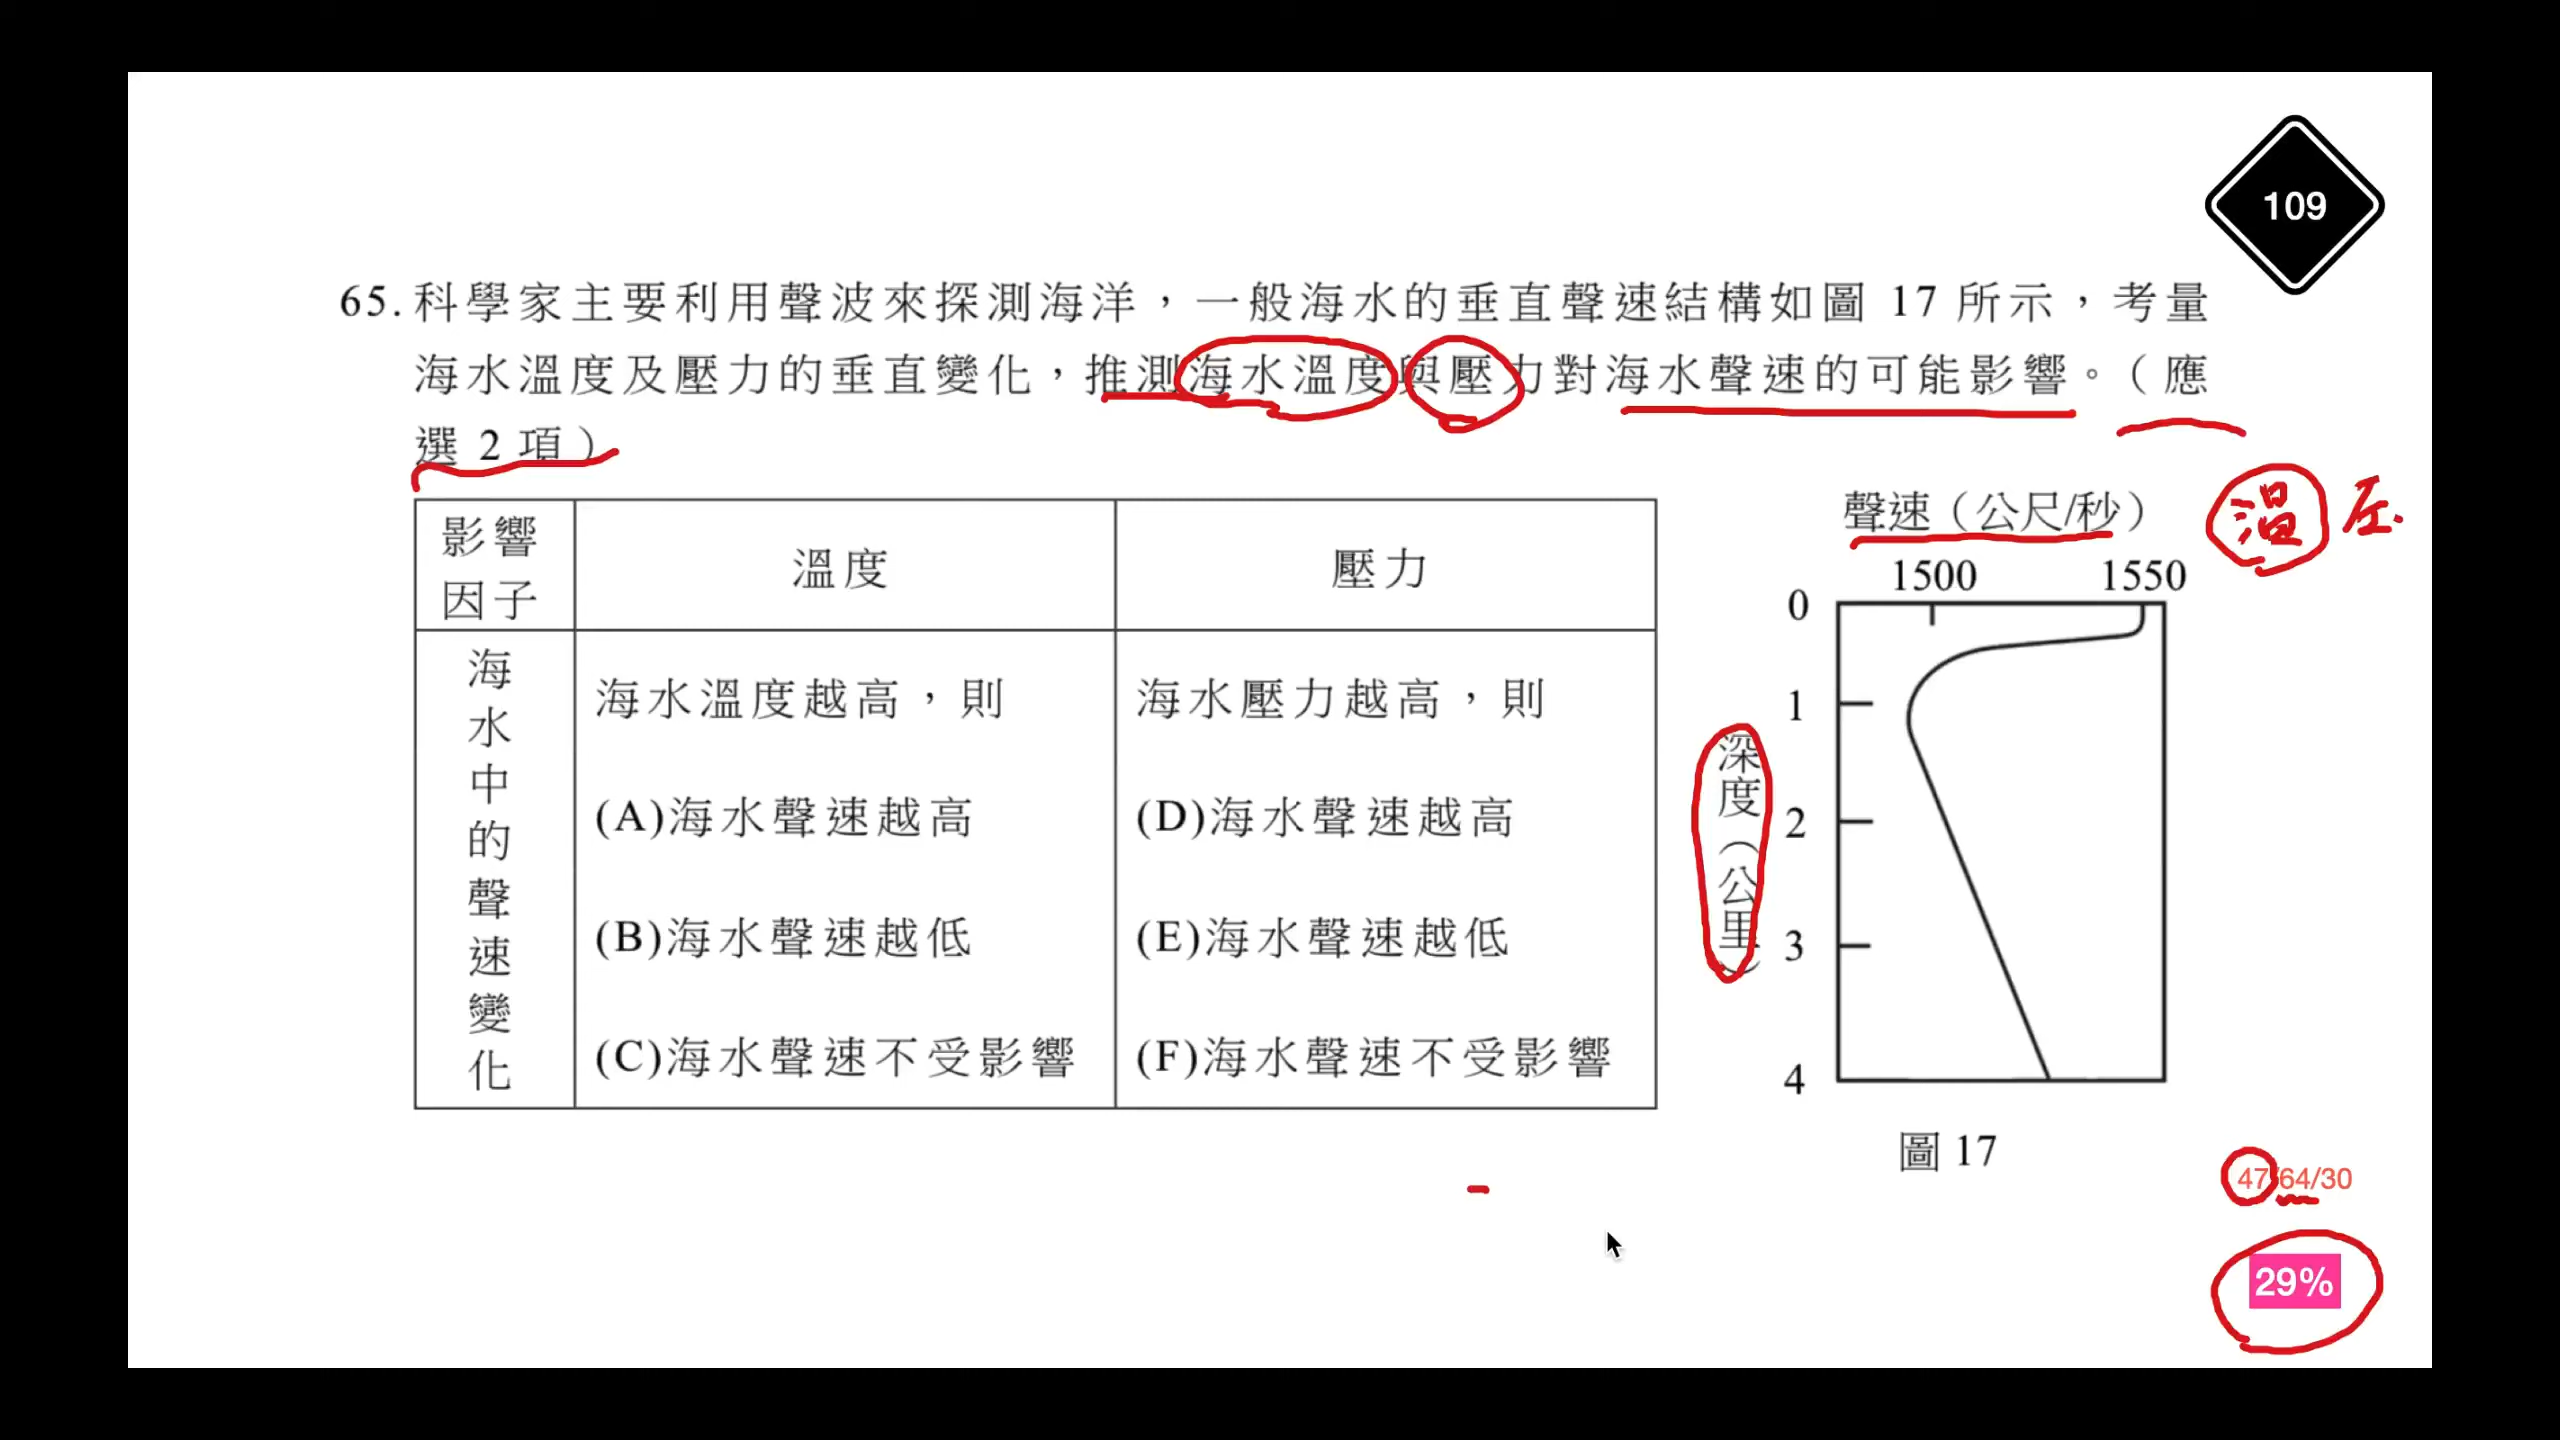 109
65.科學家主要利用聲波來探測海洋，一般海水的垂直聲速結構如圖 17 所示，考量
海水溫度及壓力的垂直變化，推測海水溫度與壓力對海水聲速的可能影響。（應
選 2 項）
影響因子
溫度
壓力
海水中的聲速變化
海水溫度越高，則
(A)海水聲速越高
(B)海水聲速越低
(C)海水聲速不受影響
海水壓力越高，則
(D)海水聲速越高
(E)海水聲速越低
(F)海水聲速不受影響
聲速（公尺/秒）
溫 压
1500 1550
0
1
2
3
4
深度（公里）
圖 17
47/64/30
29%